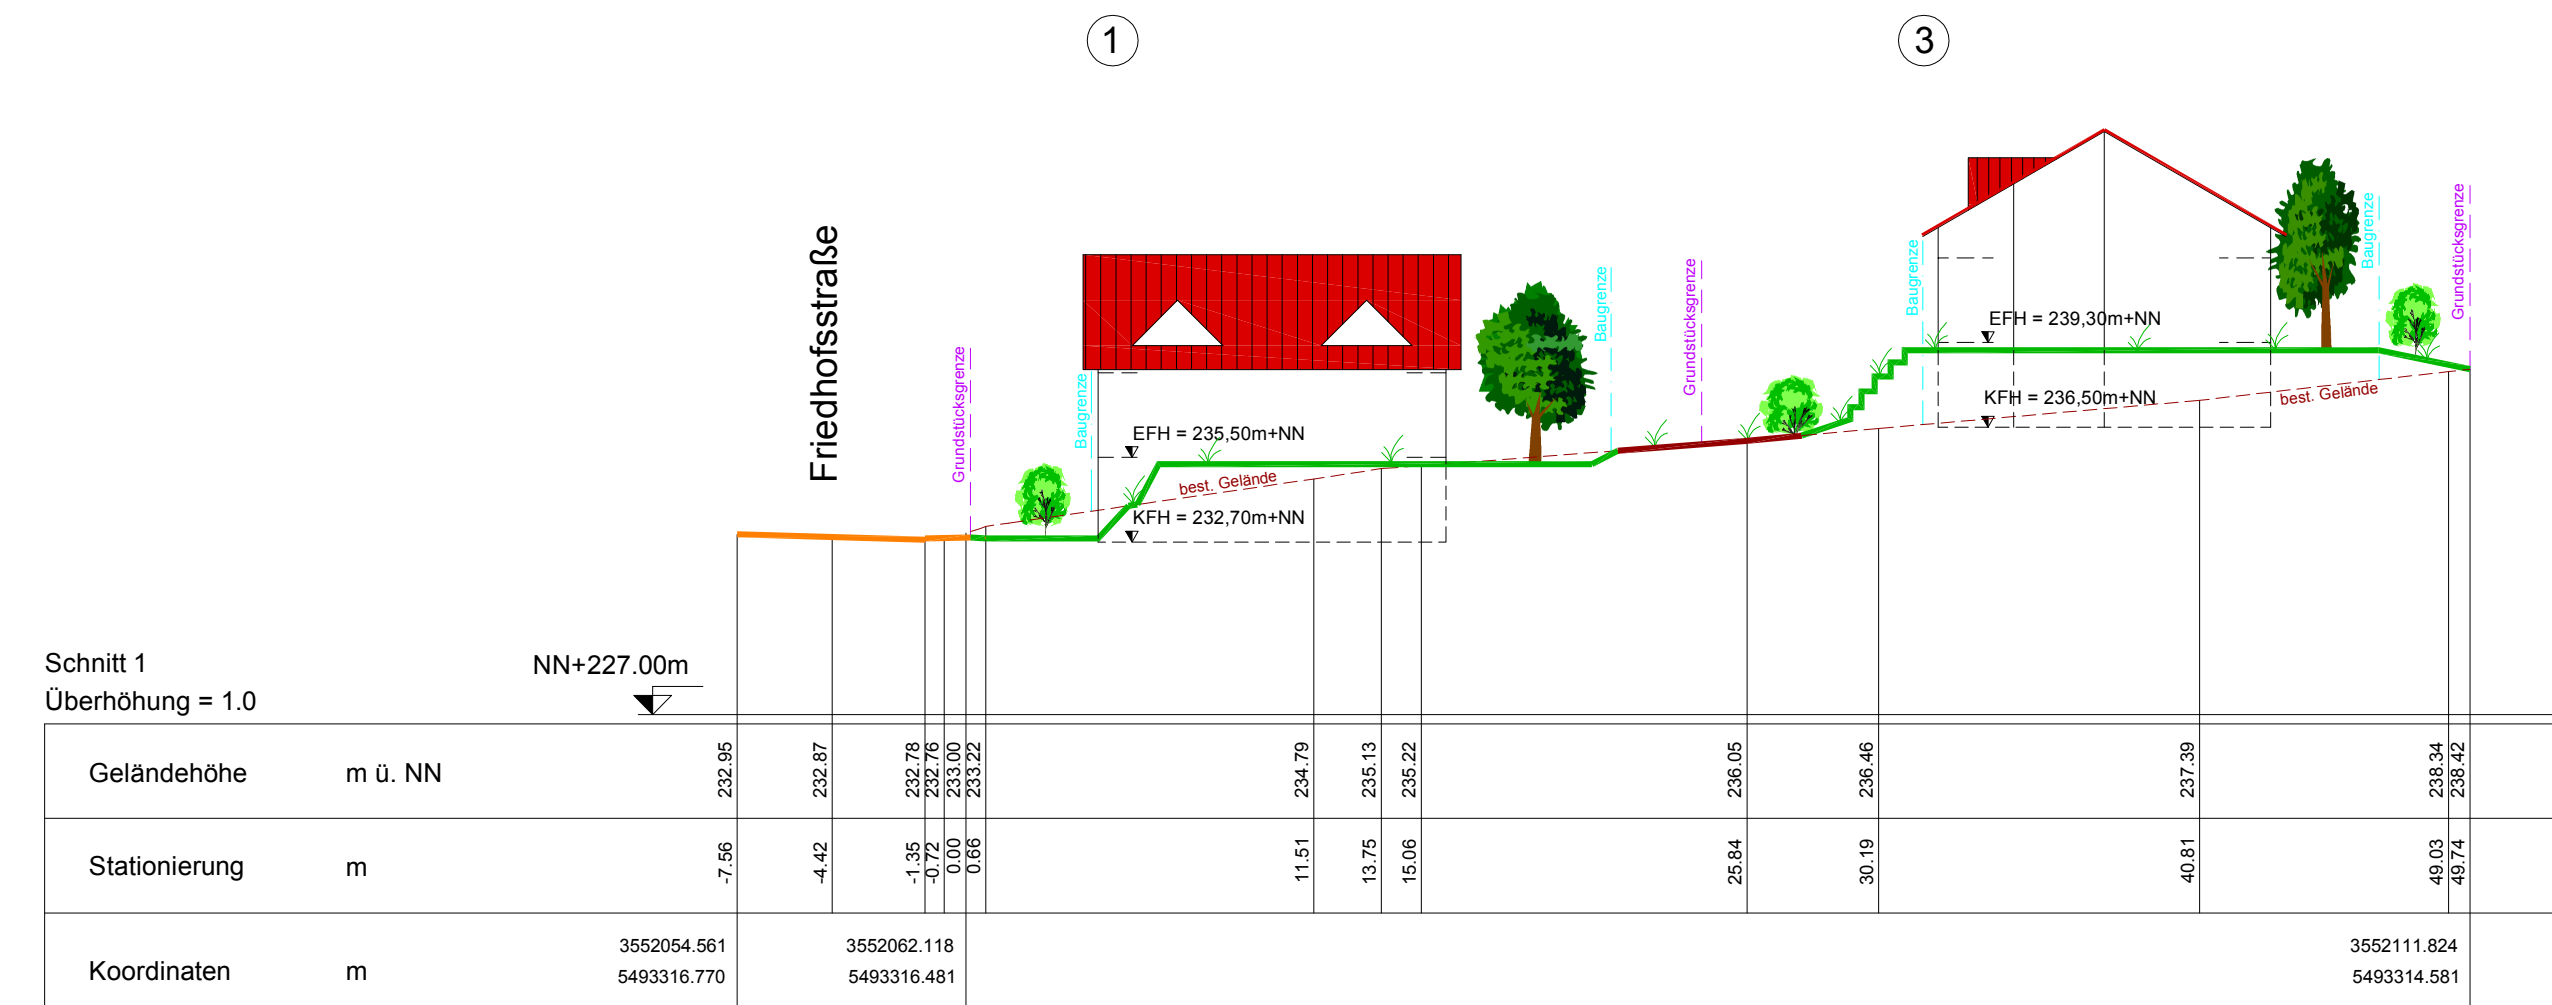 1
3
Friedhofsstraße
Grundstücksgrenze
Baugrenze
Baugrenze
Grundstücksgrenze
Baugrenze
Baugrenze
Grundstücksgrenze
EFH = 239,30m+NN
KFH = 236,50m+NN
best. Gelände
EFH = 235,50m+NN
best. Gelände
KFH = 232,70m+NN
Schnitt 1
Überhöhung = 1.0
NN+227.00m
Geländehöhe m ü. NN 232.95 232.87 232.78 232.76 233.00 233.22 234.79 235.13 235.22 236.05 236.46 237.39 238.34 238.42
Stationierung m -7.56 -4.42 -1.35 -0.72 0.00 0.66 11.51 13.75 15.06 25.84 30.19 40.81 49.03 49.74
3552054.561 3552062.118 3552111.824
Koordinaten m
5493316.770 5493316.481 5493314.581